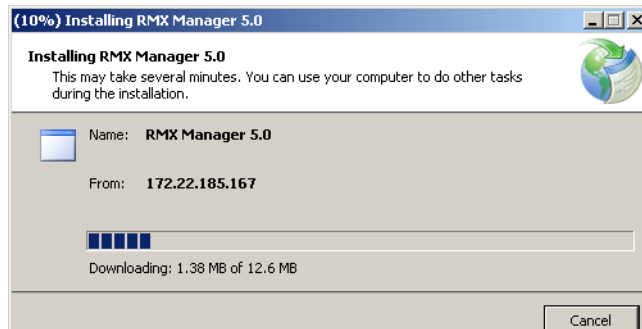 (10%) Installing RMX Manager 5.0
Installing RMX Manager 5.0
This may take several minutes. You can use your computer to do other tasks
during the installation.
Name: RMX Manager 5.0
From: 172.22.185.167
Downloading: 1.38 MB of 12.6 MB
Cancel